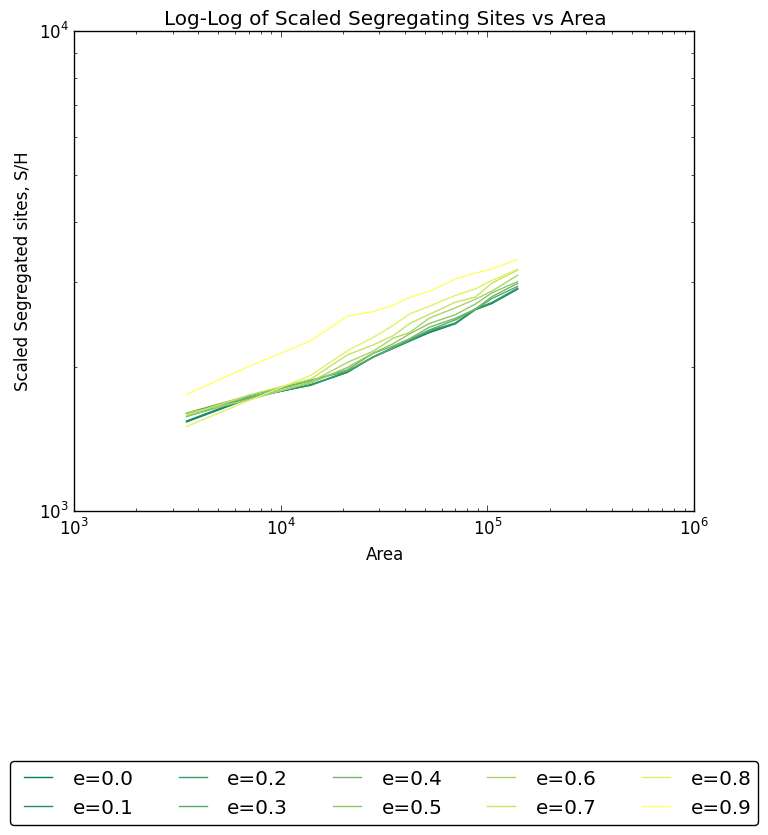 Log-Log of Scaled Segregating Sites vs Area
10^4
Scaled Segregated sites, S/H
10^3
10^3 10^4 10^5 10^6
Area
e=0.0 e=0.2 e=0.4 e=0.6 e=0.8
e=0.1 e=0.3 e=0.5 e=0.7 e=0.9